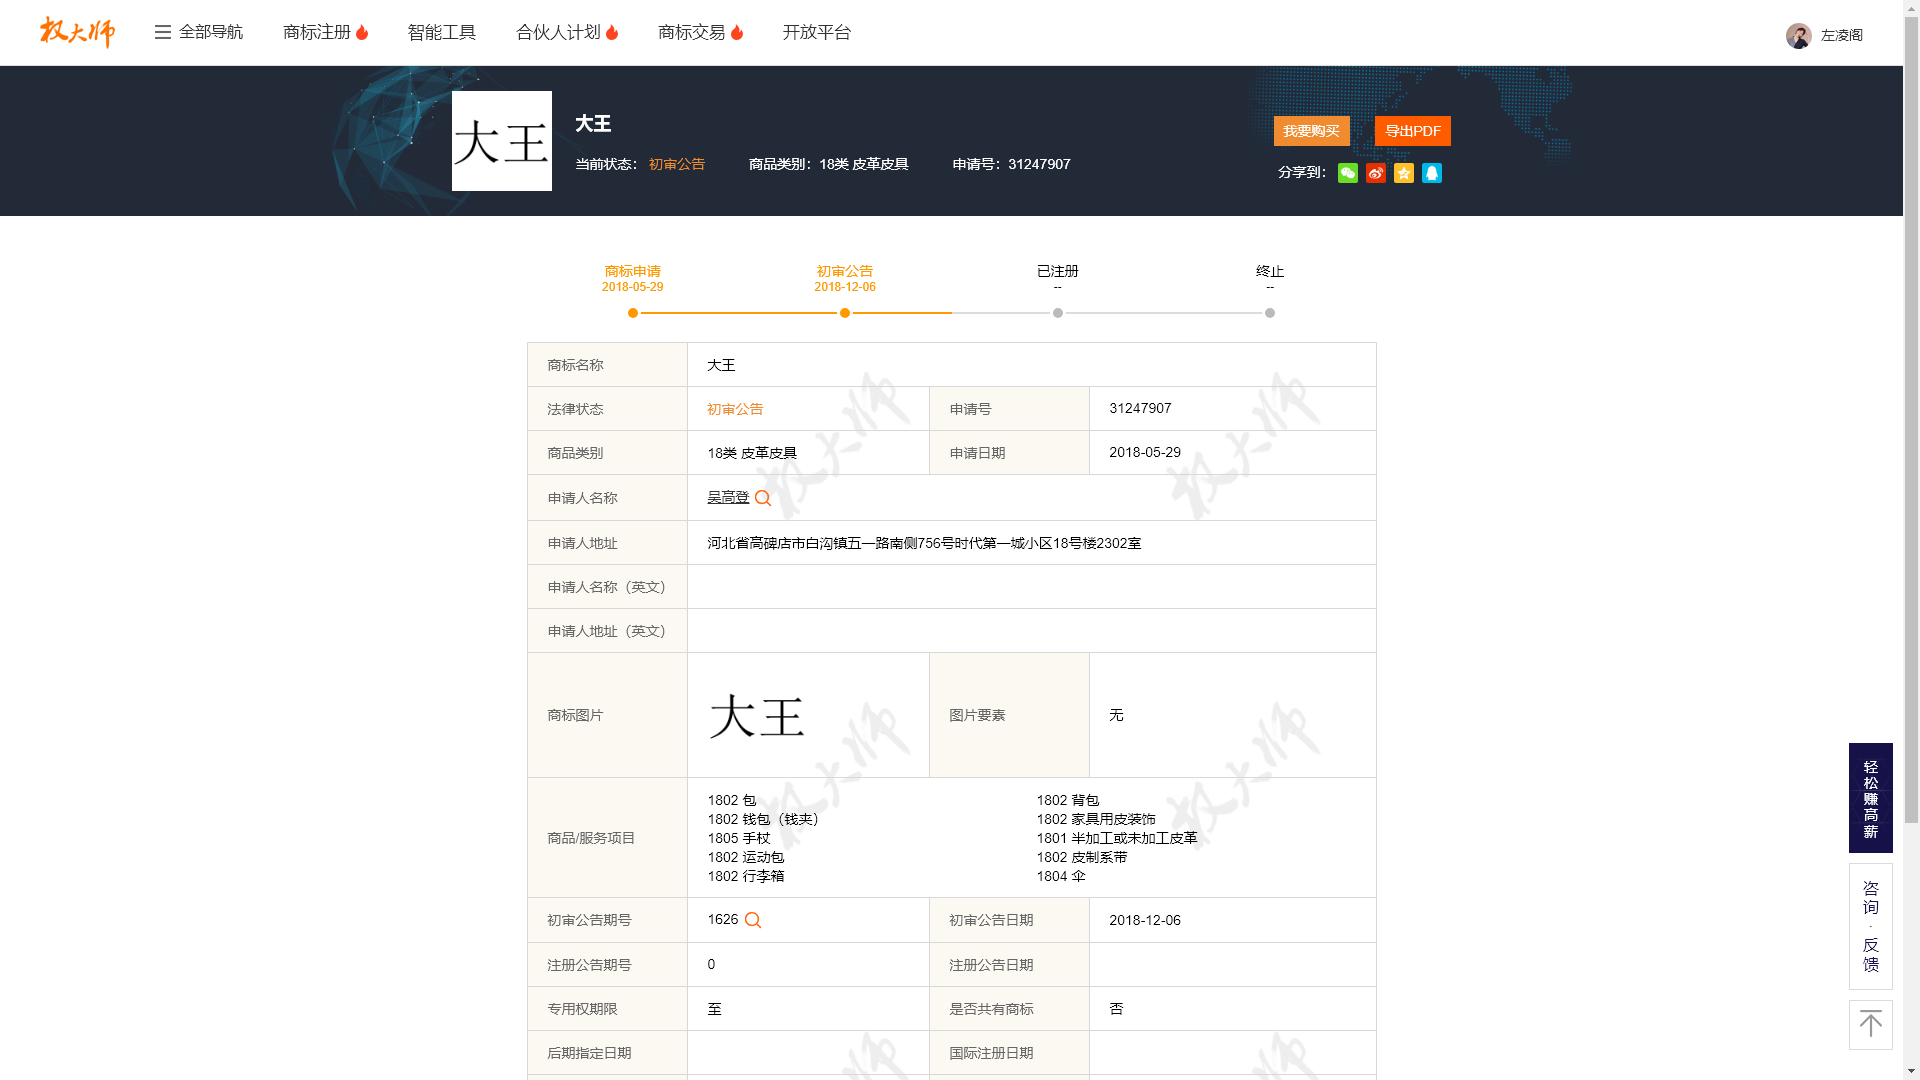 权大师
全部导航
商标注册
智能工具
合伙人计划
商标交易
开放平台
左凌阁
大王
大王
当前状态： 初审公告
商品类别：18类 皮革皮具
申请号：31247907
我要购买
导出PDF
分享到：
商标申请
2018-05-29
初审公告
2018-12-06
已注册
--
终止
--
商标名称 大王
法律状态 初审公告 申请号 31247907
商品类别 18类 皮革皮具 申请日期 2018-05-29
申请人名称 吴高登
申请人地址 河北省高碑店市白沟镇五一路南侧756号时代第一城小区18号楼2302室
申请人名称（英文）
申请人地址（英文）
商标图片 大王 图片要素 无
商品/服务项目
1802 包 1802 背包
1802 钱包（钱夹） 1802 家具用皮装饰
1805 手杖 1801 半加工或未加工皮革
1802 运动包 1802 皮制系带
1802 行李箱 1804 伞
初审公告期号 1626 初审公告日期 2018-12-06
注册公告期号 0 注册公告日期
专用权期限 至 是否共有商标 否
后期指定日期 国际注册日期
权大师
权大师
权大师
权大师
轻松赚高薪
咨询·反馈